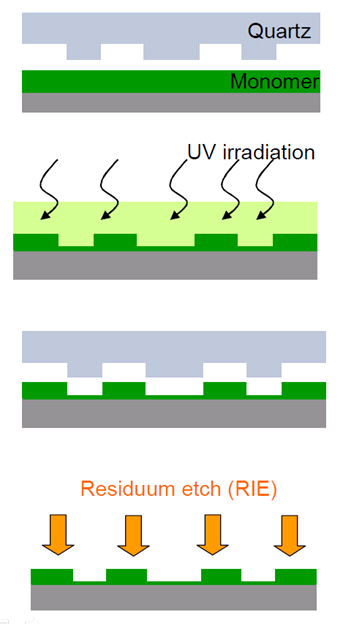 Quartz
Monomer
UV irradiation
Residuum etch (RIE)